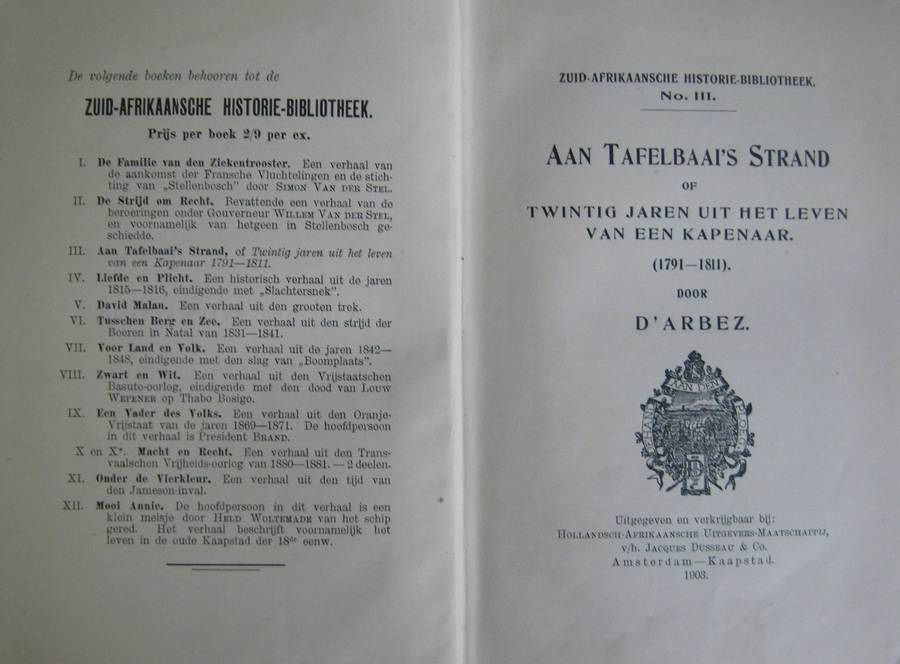 De volgende boeken behooren tot de
ZUID-AFRIKAANSCHE HISTORIE-BIBLIOTHEEK.
Prijs per boek 2/9 per ex.
I. De Familie van den Ziekentrooster. Een verhaal van
de aankomst der Fransche Vluchtelingen en de stich-
ting van „Stellenbosch” door SIMON VAN DER STEL.
II. De Strijd om Recht. Bevattende een verhaal van de
beroeringen onder Gouverneur WILLEM VAN DER STEL,
en voornamelijk van hetgeen in Stellenbosch ge-
schiedde.
III. Aan Tafelbaai's Strand, of Twintig jaren uit het leven
van een Kapenaar 1791—1811.
IV. Liefde en Plicht. Een historisch verhaal uit de jaren
1815—1816, eindigende met „Slachtersnek”.
V. David Malan. Een verhaal uit den grooten trek.
VI. Tusschen Berg en Zee. Een verhaal uit den strijd der
Boeren in Natal van 1831—1841.
VII. Voor Land en Volk. Een verhaal uit de jaren 1842—
1848, eindigende met den slag van „Boomplaats”.
VIII. Zwart en Wit. Een verhaal uit den Vrijstaatschen
Basuto-oorlog, eindigende met den dood van LOUW
WEPENER op Thabo Bosigo.
IX. Een Vader des Volks. Een verhaal uit den Oranje-
Vrijstaat van de jaren 1869—1871. De hoofdpersoon
in dit verhaal is President BRAND.
X en X*. Macht en Recht. Een verhaal uit den Trans-
vaalschen Vrijheids-oorlog van 1880—1881. — 2 deelen.
XI. Onder de Vierkleur. Een verhaal uit den tijd van
den Jameson-inval.
XII. Mooi Annie. De hoofdpersoon in dit verhaal is een
klein meisje door HELD WOLTEMADE van het schip
gered. Het verhaal beschrijft voornamelijk het
leven in de oude Kaapstad der 18de eeuw.
ZUID-AFRIKAANSCHE HISTORIE-BIBLIOTHEEK.
No. III.
AAN TAFELBAAI'S STRAND
OF
TWINTIG JAREN UIT HET LEVEN
VAN EEN KAPENAAR.
(1791—1811).
DOOR
D'ARBEZ.
AAN DEN
Uitgegeven en verkrijgbaar bij:
HOLLANDSCH-AFRIKAANSCHE UITGEVERS-MAATSCHAPPIJ,
v/h. JACQUES DUSSEAU & Co.
Amsterdam—Kaapstad.
1903.